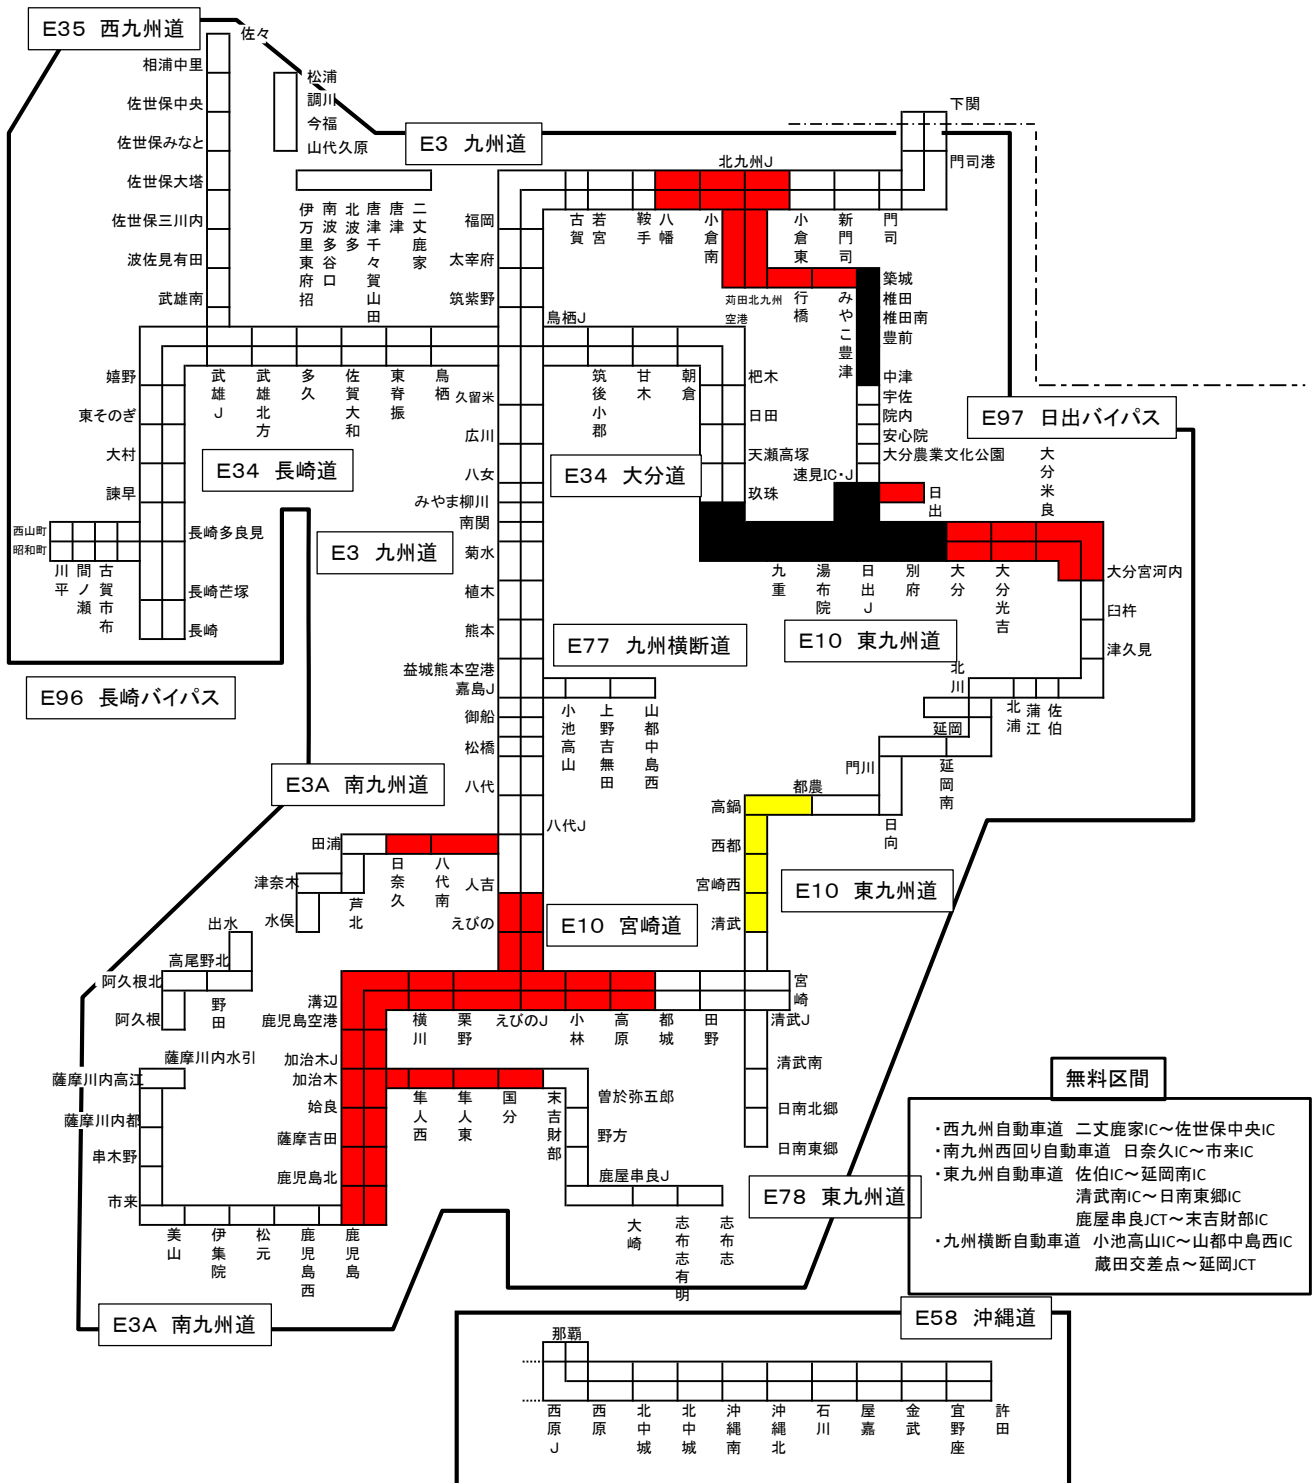 E35 西九州道
佐々
相浦中里
佐世保中央
佐世保みなと
佐世保大塔
佐世保三川内
波佐見有田
武雄南
松浦
調川
今福
山代久原
E3 九州道
下関
門司港
北九州J
伊万里東府招
南波多谷口
北波多
唐津千々賀山田
唐津
二丈鹿家
福岡
太宰府
筑紫野
古賀
若宮
鞍手
八幡
小倉南
小倉東
新門司
門司
苅田北九州
空港
行橋
みやこ豊津
築城
椎田
椎田南
豊前
中津
宇佐
院内
安心院
大分農業文化公園
速見IC・J
日出
E97 日出バイパス
鳥栖J
嬉野
東そのぎ
大村
諫早
武雄J
武雄北方
多久
佐賀大和
東脊振
鳥栖
久留米
広川
八女
みやま柳川
南関
菊水
植木
熊本
益城熊本空港
嘉島J
御船
松橋
八代
筑後小郡
甘木
朝倉
杷木
日田
天瀬高塚
玖珠
E34 長崎道
E34 大分道
E3 九州道
西山町
昭和町
川平
間ノ瀬
古賀市布
長崎多良見
長崎芒塚
長崎
E96 長崎バイパス
九重
湯布院
日出J
別府
大分
大分光吉
大分米良
大分宮河内
臼杵
津久見
E77 九州横断道
E10 東九州道
小池高山
上野吉無田
山都中島西
北川
北浦
蒲江
佐伯
延岡
延岡南
門川
日向
都農
高鍋
西都
宮崎西
清武
E10 東九州道
E3A 南九州道
八代J
田浦
津奈木
水俣
芦北
日奈久
八代南
人吉
えびの
E10 宮崎道
出水
高尾野北
阿久根北
阿久根
野田
溝辺
鹿児島空港
横川
栗野
えびのJ
小林
高原
都城
田野
宮崎
清武J
清武南
日南北郷
日南東郷
加治木J
加治木
姶良
薩摩吉田
鹿児島北
隼人西
隼人東
国分
末吉財部
曽於弥五郎
野方
鹿屋串良J
大崎
志布志有明
志布志
E78 東九州道
薩摩川内水引
薩摩川内高江
薩摩川内都
串木野
市来
美山
伊集院
松元
鹿児島西
鹿児島
E3A 南九州道
無料区間
・西九州自動車道 二丈鹿家IC～佐世保中央IC
・南九州西回り自動車道 日奈久IC～市来IC
・東九州自動車道 佐伯IC～延岡南IC
清武南IC～日南東郷IC
鹿屋串良JCT～末吉財部IC
・九州横断自動車道 小池高山IC～山都中島西IC
蔵田交差点～延岡JCT
E58 沖縄道
那覇
西原J
西原
北中城
北中城
沖縄南
沖縄北
石川
屋嘉
金武
宜野座
許田